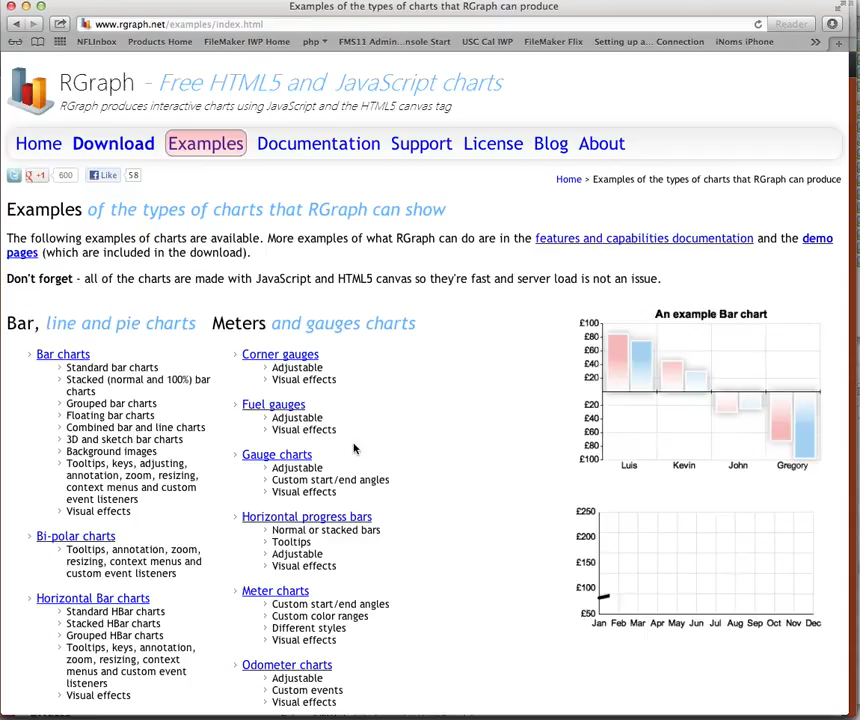 Examples of the types of charts that RGraph can produce
www.rgraph.net/examples/index.html
Reader
NFLInbox Products Home FileMaker IWP Home php FMS11 Admin...nsole Start USC Cal IWP FileMaker Flix Setting up a... Connection iNoms iPhone
RGraph - Free HTML5 and JavaScript charts
RGraph produces interactive charts using JavaScript and the HTML5 canvas tag
Home Download Examples Documentation Support License Blog About
+1 600 Like 58
Home > Examples of the types of charts that RGraph can produce
Examples of the types of charts that RGraph can show
The following examples of charts are available. More examples of what RGraph can do are in the features and capabilities documentation and the demo
pages (which are included in the download).
Don't forget - all of the charts are made with JavaScript and HTML5 canvas so they're fast and server load is not an issue.
Bar, line and pie charts
Bar charts
Standard bar charts
Stacked (normal and 100%) bar
charts
Grouped bar charts
Floating bar charts
Combined bar and line charts
3D and sketch bar charts
Background images
Tooltips, keys, adjusting,
annotation, zoom, resizing,
context menus and custom
event listeners
Visual effects
Bi-polar charts
Tooltips, annotation, zoom,
resizing, context menus and
custom event listeners
Horizontal Bar charts
Standard HBar charts
Stacked HBar charts
Grouped HBar charts
Tooltips, keys, annotation,
zoom, resizing, context
menus and custom event
listeners
Visual effects
Meters and gauges charts
Corner gauges
Adjustable
Visual effects
Fuel gauges
Adjustable
Visual effects
Gauge charts
Adjustable
Custom start/end angles
Visual effects
Horizontal progress bars
Normal or stacked bars
Tooltips
Adjustable
Visual effects
Meter charts
Custom start/end angles
Custom color ranges
Different styles
Visual effects
Odometer charts
Adjustable
Custom events
Visual effects
An example Bar chart
£100
£80
£60
£40
£20
£20
£40
£60
£80
£100
Luis Kevin John Gregory
£250
£200
£150
£100
£50
Jan Feb Mar Apr May Jun Jul Aug Sep Oct Nov Dec